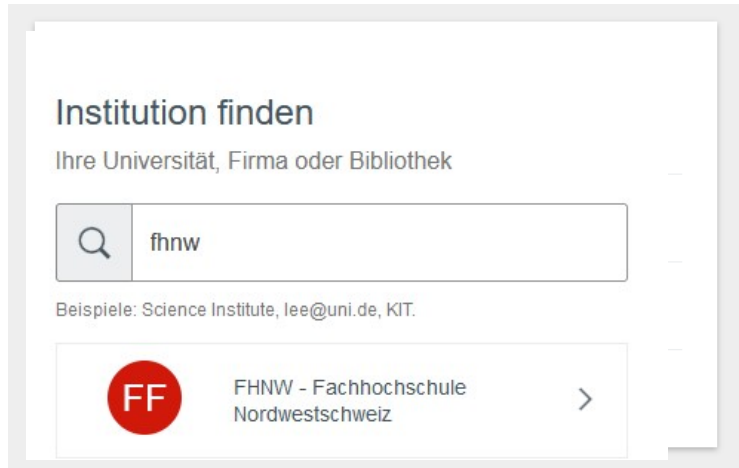 Institution finden
Ihre Universität, Firma oder Bibliothek
fhnw
Beispiele: Science Institute, lee@uni.de, KIT.
FF
FHNW - Fachhochschule
Nordwestschweiz